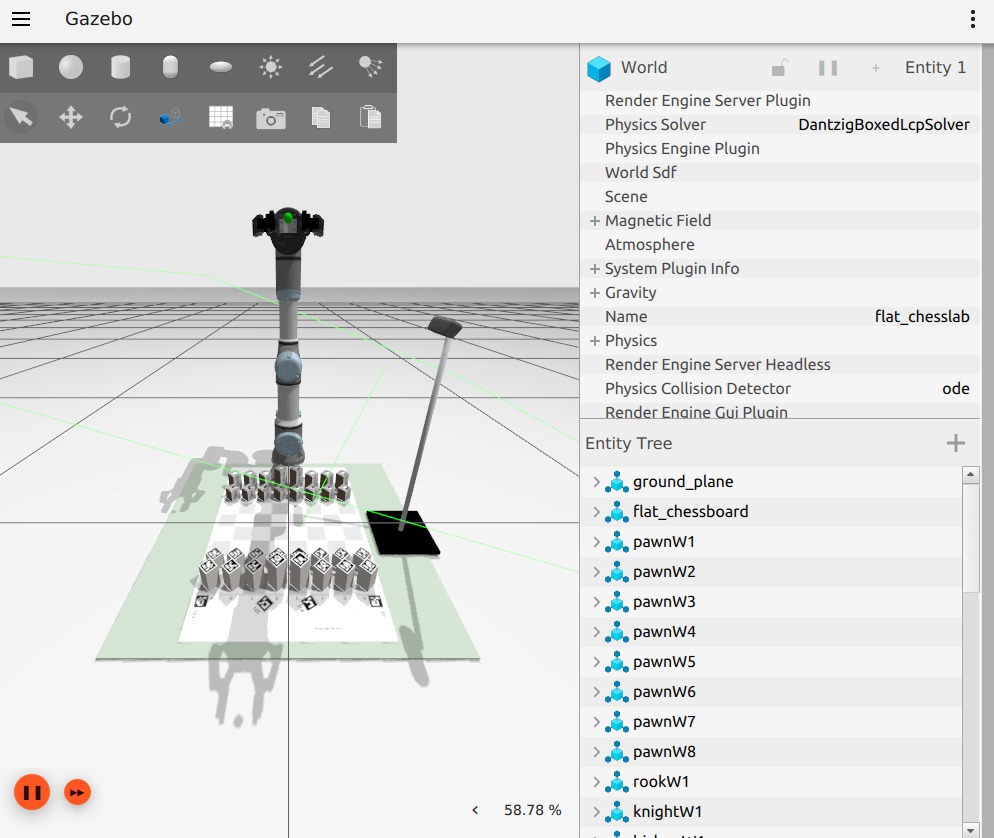 Gazebo
World
+
Entity 1
Render Engine Server Plugin
Physics Solver DantzigBoxedLcpSolver
Physics Engine Plugin
World Sdf
Scene
+ Magnetic Field
Atmosphere
+ System Plugin Info
+ Gravity
Name flat_chesslab
+ Physics
Render Engine Server Headless
Physics Collision Detector ode
Render Engine Gui Plugin
Entity Tree
+
ground_plane
flat_chessboard
pawnW1
pawnW2
pawnW3
pawnW4
pawnW5
pawnW6
pawnW7
pawnW8
rookW1
knightW1
< 58.78 %